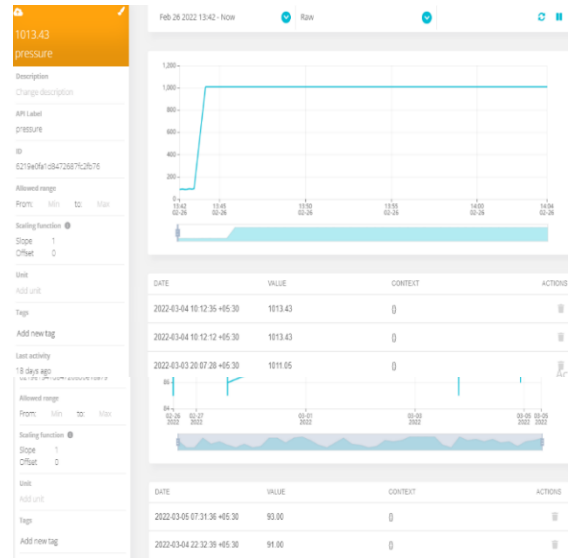 Feb 26 2022 13:42 - Now
Raw
1013.43
pressure
Description
Change description
API Label
pressure
ID
6219e0fa1d8472687fc2fb76
Allowed range
From: Min to: Max
Scaling function
Slope 1
Offset 0
Unit
Add unit
Tags
Add new tag
Last activity
18 days ago
1,200
1,000
800
600
400
200
0
13:42 13:45 13:50 13:55 14:00 14:04
02-26 02-26 02-26 02-26 02-26 02-26
DATE VALUE CONTEXT ACTIONS
2022-03-04 10:12:35 +05:30 1013.43 {}
2022-03-04 10:12:12 +05:30 1013.43 {}
2022-03-03 20:07:28 +05:30 1011.05 {}
Allowed range
From: Min to: Max
Scaling function
Slope 1
Offset 0
Unit
Add unit
Tags
Add new tag
86
84
02-26 02-27 03-01 03-03 03-05 03-05
2022 2022 2022 2022 2022 2022
DATE VALUE CONTEXT ACTIONS
2022-03-05 07:31:36 +05:30 93.00 {}
2022-03-04 22:32:39 +05:30 91.00 {}